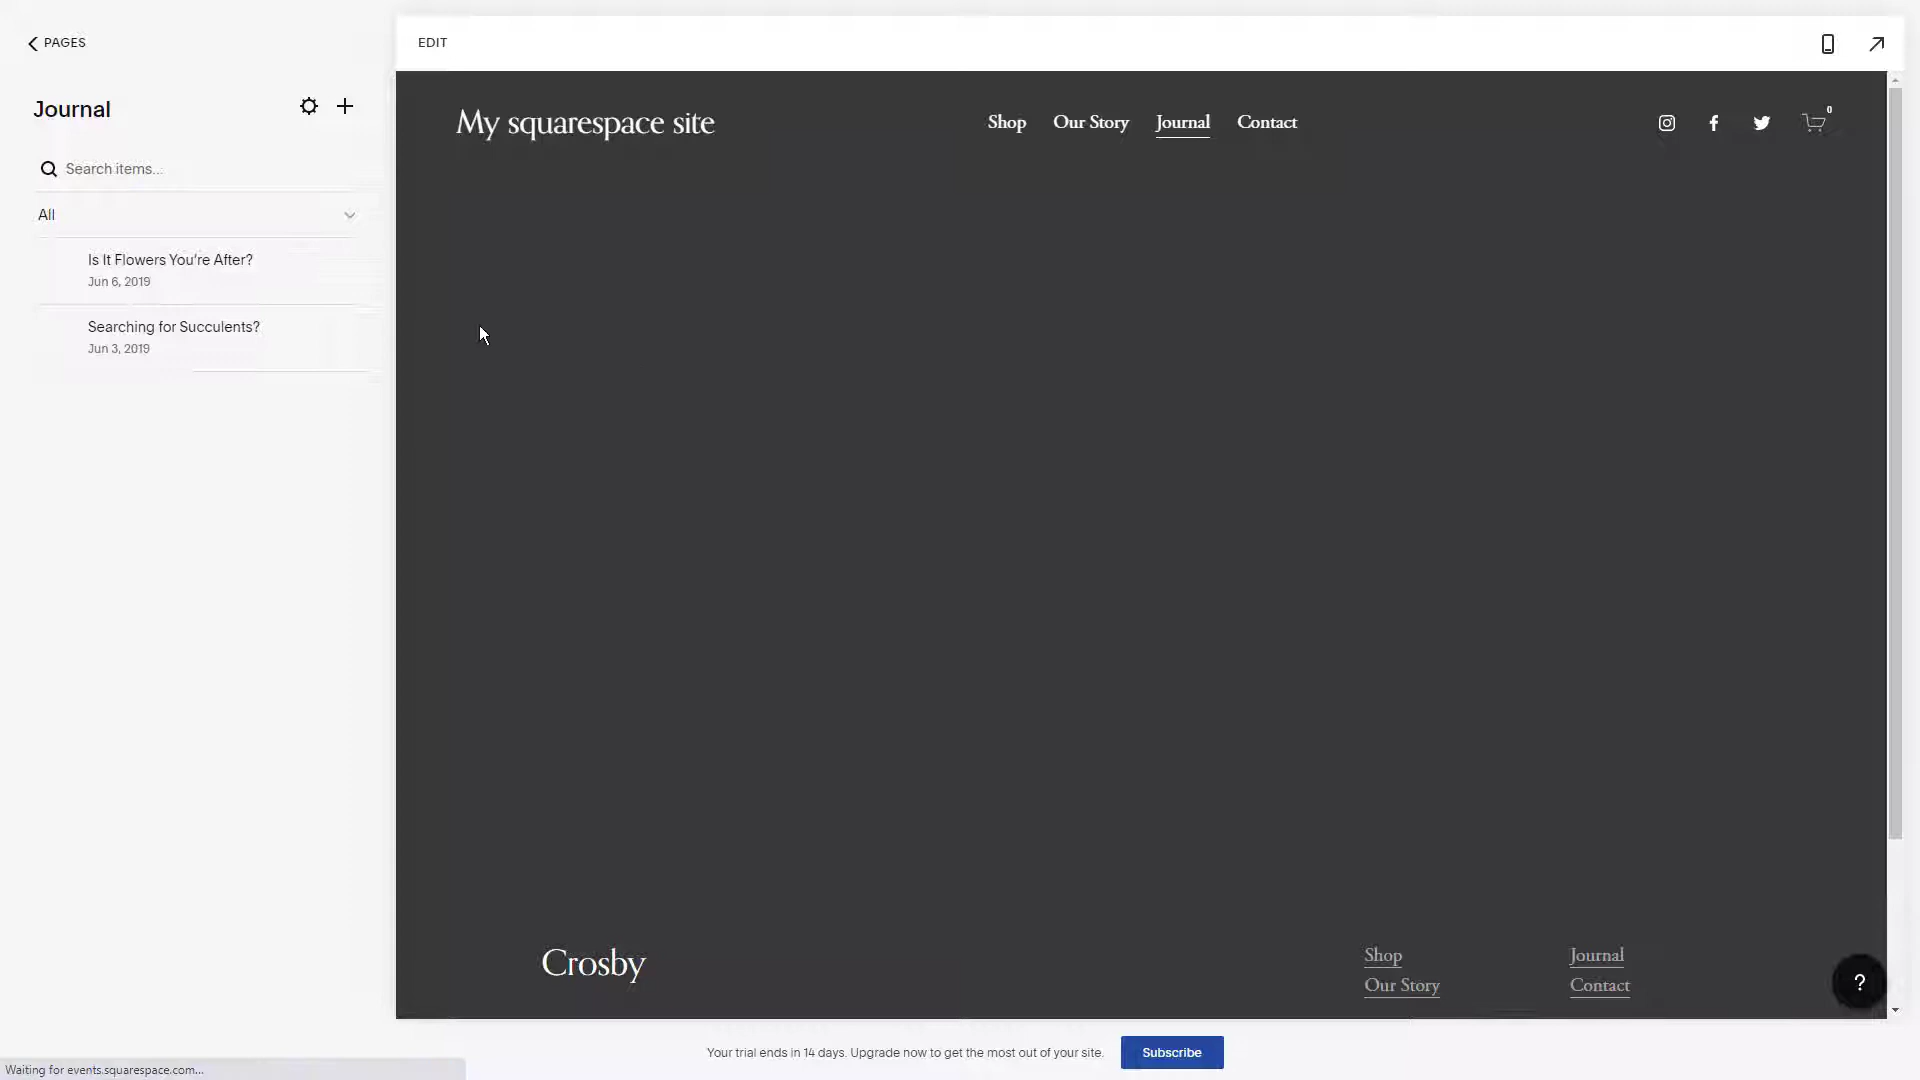 PAGES
EDIT
Journal
Search items...
All
Is It Flowers You're After?
Jun 6, 2019
Searching for Succulents?
Jun 3, 2019
My squarespace site
Shop
Our Story
Journal
Contact
0
Crosby
Shop
Journal
Our Story
Contact
?
Your trial ends in 14 days. Upgrade now to get the most out of your site.
Subscribe
Waiting for events.squarespace.com...